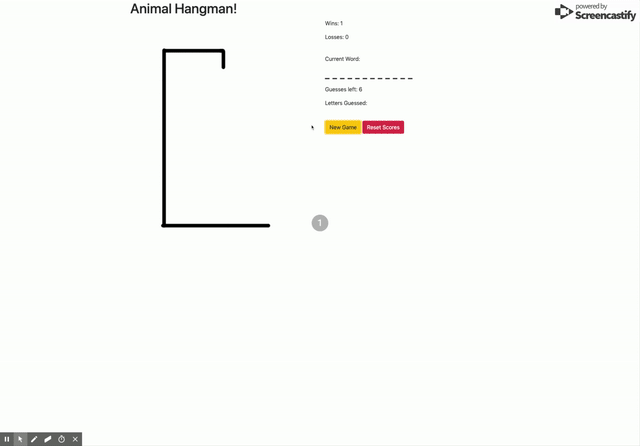 Animal Hangman!
powered by
Screencastify
Wins: 1
Losses: 0
Current Word:
_ _ _ _ _ _ _ _ _ _ _ _
Guesses left: 6
Letters Guessed:
New Game Reset Scores
1